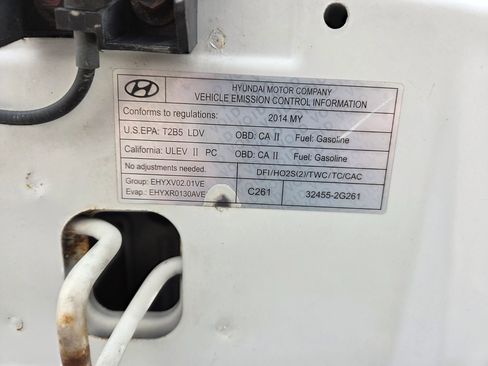 HYUNDAI MOTOR COMPANY
VEHICLE EMISSION CONTROL INFORMATION
Conforms to regulations: 2014 MY
U.S.EPA: T2B5 LDV OBD: CA II Fuel: Gasoline
California: ULEV II PC OBD: CA II Fuel: Gasoline
No adjustments needed. DFI/HO2S(2)/TWC/TC/CAC
Group: EHYXV02.01VE
Evap.: EHYXR0130AVE
C261 32455-2G261